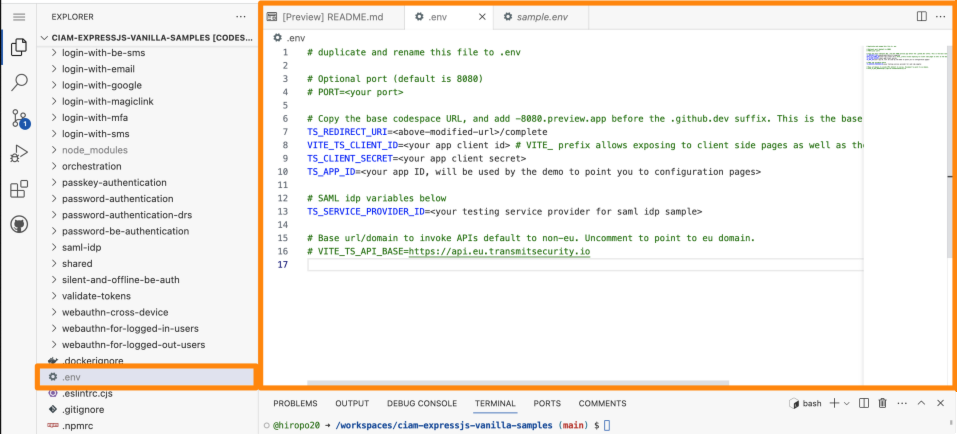 EXPLORER
CIAM-EXPRESSJS-VANILLA-SAMPLES [CODES...
login-with-be-sms
login-with-email
login-with-google
login-with-magiclink
login-with-mfa
login-with-sms
node_modules
orchestration
passkey-authentication
password-authentication
password-authentication-drs
password-be-authentication
saml-idp
shared
silent-and-offline-be-auth
validate-tokens
webauthn-cross-device
webauthn-for-logged-in-users
webauthn-for-logged-out-users
.dockerignore
.env
.eslintrc.cjs
.gitignore
.npmrc
1
[Preview] README.md
.env
sample.env
.env
1 # duplicate and rename this file to .env
2
3 # Optional port (default is 8080)
4 # PORT=<your port>
5
6 # Copy the base codespace URL, and add -8080.preview.app before the .github.dev suffix. This is the base
7 TS_REDIRECT_URI=<above-modified-url>/complete
8 VITE_TS_CLIENT_ID=<your app client id> # VITE_ prefix allows exposing to client side pages as well as the
9 TS_CLIENT_SECRET=<your app client secret>
10 TS_APP_ID=<your app ID, will be used by the demo to point you to configuration pages>
11
12 # SAML idp variables below
13 TS_SERVICE_PROVIDER_ID=<your testing service provider for saml idp sample>
14
15 # Base url/domain to invoke APIs default to non-eu. Uncomment to point to eu domain.
16 # VITE_TS_API_BASE=https://api.eu.transmitsecurity.io
17
PROBLEMS OUTPUT DEBUG CONSOLE TERMINAL PORTS COMMENTS
bash
@hiropo20 → /workspaces/ciam-expressjs-vanilla-samples (main) $